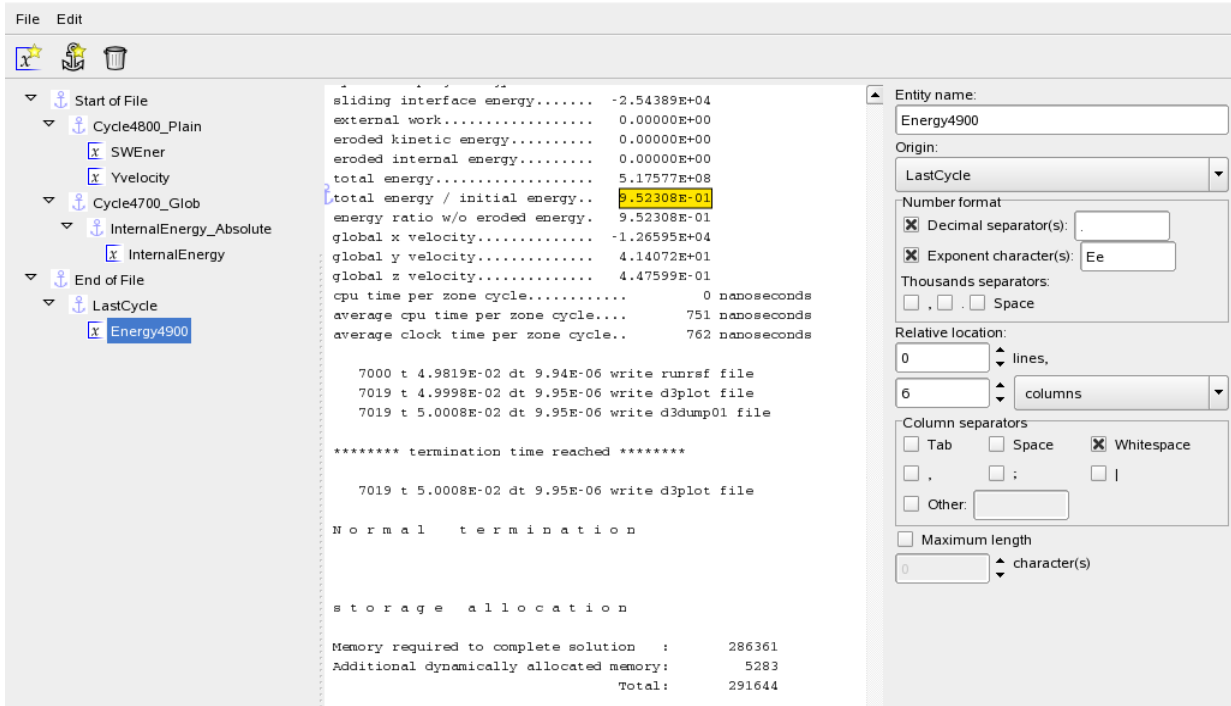 File Edit
Start of File
Cycle4800_Plain
SWEner
Yvelocity
Cycle4700_Glob
InternalEnergy_Absolute
InternalEnergy
End of File
LastCycle
Energy4900
sliding interface energy....... -2.54389E+04
external work.................. 0.00000E+00
eroded kinetic energy.......... 0.00000E+00
eroded internal energy......... 0.00000E+00
total energy................... 5.17577E+08
total energy / initial energy.. 9.52308E-01
energy ratio w/o eroded energy. 9.52308E-01
global x velocity.............. -1.26595E+04
global y velocity.............. 4.14072E+01
global z velocity.............. 4.47599E-01
cpu time per zone cycle............ 0 nanoseconds
average cpu time per zone cycle.... 751 nanoseconds
average clock time per zone cycle.. 762 nanoseconds
7000 t 4.9819E-02 dt 9.94E-06 write runrsf file
7019 t 4.9998E-02 dt 9.95E-06 write d3plot file
7019 t 5.0008E-02 dt 9.95E-06 write d3dump01 file
******** termination time reached ********
7019 t 5.0008E-02 dt 9.95E-06 write d3plot file
N o r m a l   t e r m i n a t i o n
s t o r a g e   a l l o c a t i o n
Memory required to complete solution : 286361
Additional dynamically allocated memory: 5283
Total: 291644
Entity name:
Energy4900
Origin:
LastCycle
Number format
Decimal separator(s): .
Exponent character(s): Ee
Thousands separators:
, . Space
Relative location:
0 lines,
6 columns
Column separators
Tab Space Whitespace
, ; |
Other:
Maximum length
0 character(s)